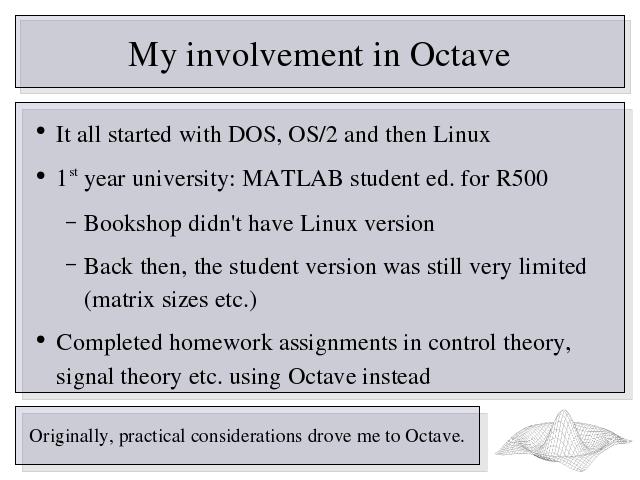 My involvement in Octave
• It all started with DOS, OS/2 and then Linux
• 1st year university: MATLAB student ed. for R500
– Bookshop didn't have Linux version
– Back then, the student version was still very limited
(matrix sizes etc.)
• Completed homework assignments in control theory,
signal theory etc. using Octave instead
Originally, practical considerations drove me to Octave.